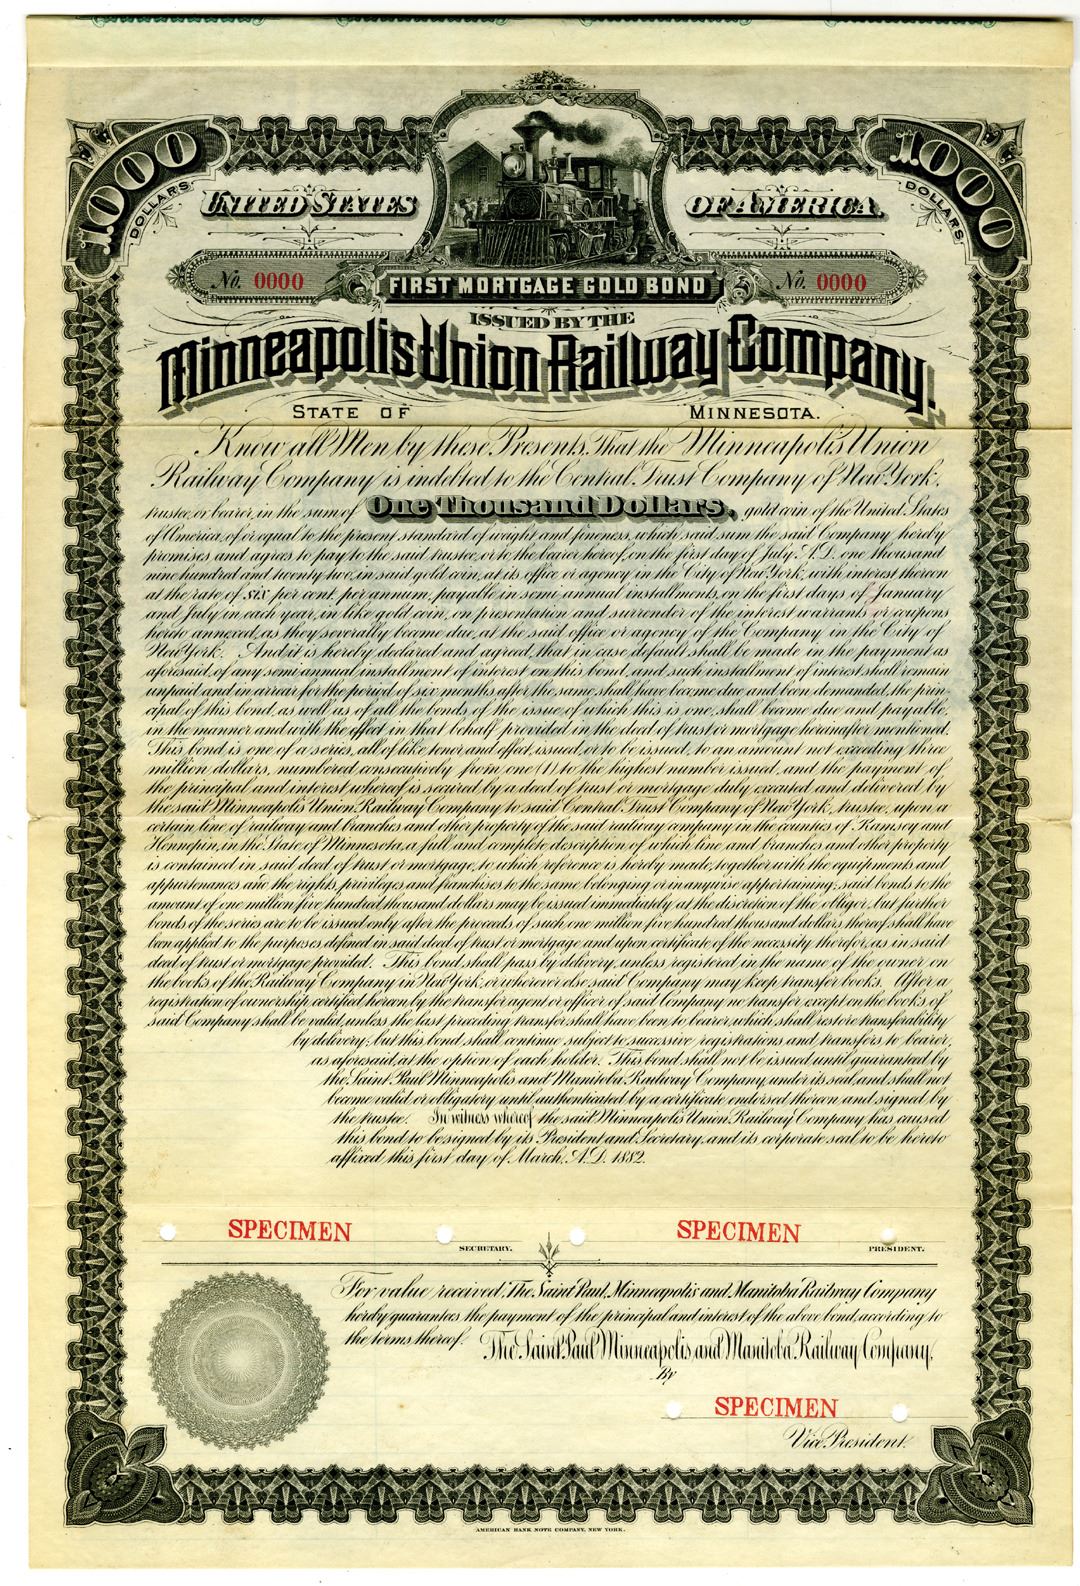 1000 DOLLARS
1000 DOLLARS
UNITED STATES OF AMERICA.
No. 0000
No. 0000
FIRST MORTGAGE GOLD BOND
ISSUED BY THE
Minneapolis Union Railway Company.
STATE OF MINNESOTA.
Know all Men by these Presents, That the Minneapolis Union
Railway Company is indebted to the Central Trust Company of New York,
trustee, or bearer, in the sum of One Thousand Dollars, gold coin of the United States
of America, of or equal to the present standard of weight and fineness, which said sum the said Company hereby
promises and agrees to pay to the said trustee, or to the bearer hereof, on the first day of July, A.D. one thousand
nine hundred and twenty two, in said gold coin, at its office or agency in the City of New York, with interest thereon
at the rate of six per cent. per annum, payable in semi annual installments, on the first days of January
and July in each year, in like gold coin, on presentation and surrender of the interest warrants or coupons
hereto annexed, as they severally become due, at the said office or agency of the Company in the City of
New York. And it is hereby declared and agreed, that in case default shall be made in the payment as
aforesaid of any semi annual installment of interest on this bond, and such installment of interest shall remain
unpaid and in arrear for the period of six months after the same shall have become due and been demanded, the prin-
cipal of this bond, as well as of all the bonds of the issue of which this is one, shall become due and payable,
in the manner and with the effect in that behalf provided in the deed of trust or mortgage hereinafter mentioned.
This bond is one of a series, all of like tenor and effect, issued, or to be issued, to an amount not exceeding three
million dollars, numbered consecutively from one (1) to the highest number issued, and the payment of
the principal and interest whereof is secured by a deed of trust or mortgage duly executed and delivered by
the said Minneapolis Union Railway Company to said Central Trust Company of New York, trustee, upon a
certain line of railway and branches and other property of the said railway company in the counties of Ramsey and
Hennepin, in the State of Minnesota, a full and complete description of which line and branches and other property
is contained in said deed of trust or mortgage, to which reference is hereby made, together with the equipments and
appurtenances and the rights, privileges and franchises to the same belonging or in anywise appertaining; said bonds to the
amount of one million five hundred thousand dollars may be issued immediately at the discretion of the obligor, but further
bonds of the series are to be issued only after the proceeds of such one million five hundred thousand dollars thereof shall have
been applied to the purposes defined in said deed of trust or mortgage and upon certificate of the necessity therefor, as in said
deed of trust or mortgage provided. This bond shall pass by delivery, unless registered in the name of the owner on
the books of the Railway Company in New York, or wherever else said Company may keep transfer books. After a
registration of ownership certified hereon by the transfer agent or officer of said Company no transfer except on the books of
said Company shall be valid, unless the last preceding transfer shall have been to bearer, which shall restore transferability
by delivery; but this bond shall continue subject to successive registrations and transfers to bearer,
as aforesaid, at the option of each holder. This bond shall not be issued until guaranteed by
the Saint Paul Minneapolis and Manitoba Railway Company, under its seal, and shall not
become valid or obligatory until authenticated by a certificate endorsed thereon and signed by
the trustee. In witness whereof the said Minneapolis Union Railway Company has caused
this bond to be signed by its President and Secretary, and its corporate seal to be hereto
affixed this first day of March, A.D. 1882.
SPECIMEN
SPECIMEN
SECRETARY.
PRESIDENT.
For value received, The Saint Paul, Minneapolis and Manitoba Railway Company
hereby guarantees the payment of the principal and interest of the above bond, according to
the terms thereof. The Saint Paul Minneapolis and Manitoba Railway Company,
By
SPECIMEN
Vice President.
AMERICAN BANK NOTE COMPANY, NEW YORK.